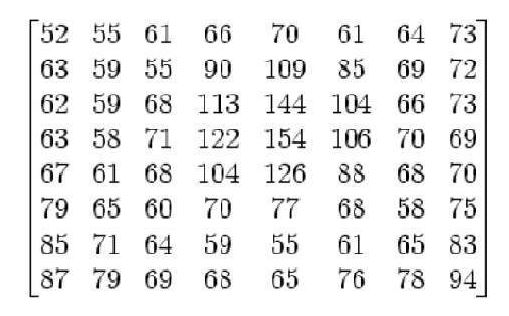 52 55 61 66 70 61 64 73
63 59 55 90 109 85 69 72
62 59 68 113 144 104 66 73
63 58 71 122 154 106 70 69
67 61 68 104 126 88 68 70
79 65 60 70 77 68 58 75
85 71 64 59 55 61 65 83
87 79 69 68 65 76 78 94